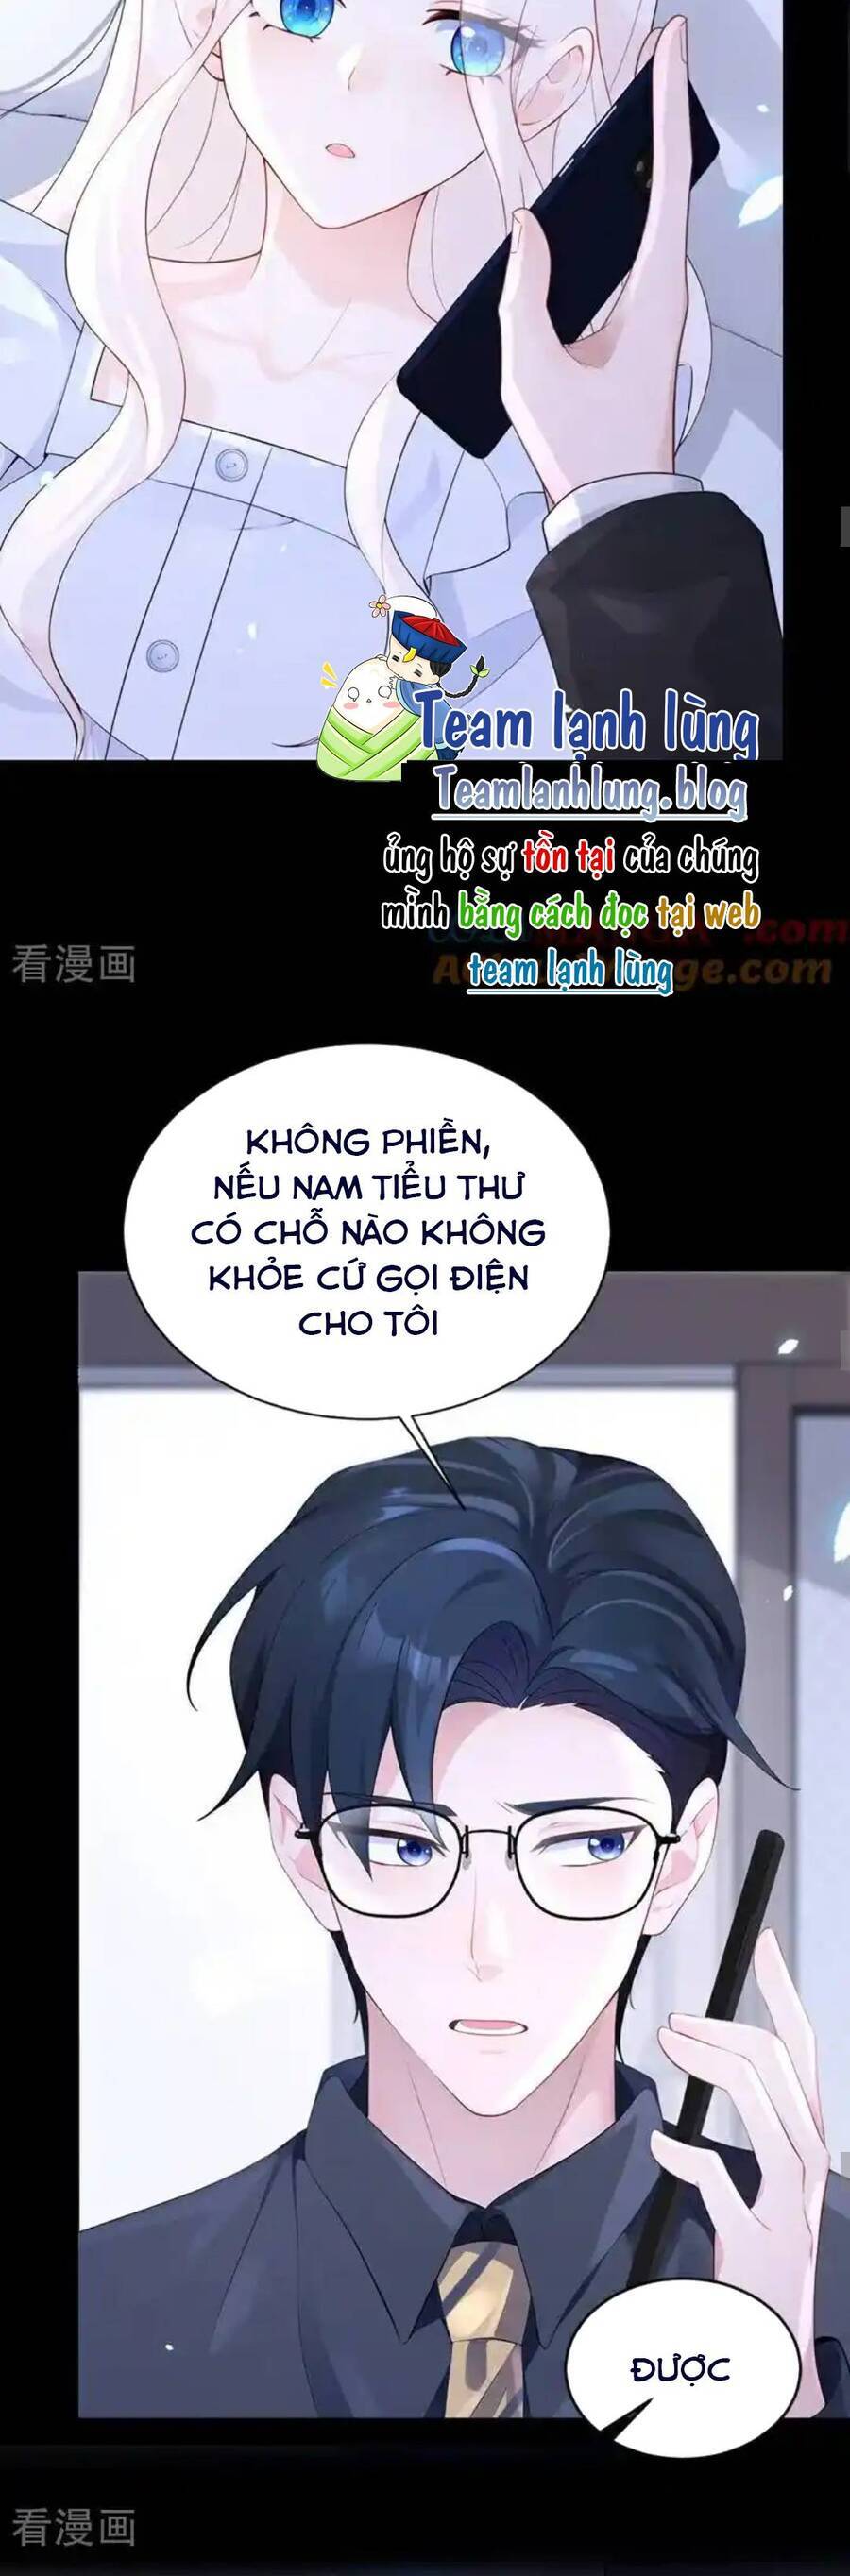 Team lạnh lùng
Teamlanhlung.blog
ủng hộ sự tồn tại của chúng
mình bằng cách đọc tại web
team lạnh lùng
看漫画
KHÔNG PHIỀN,
NẾU NAM TIỂU THƯ
CÓ CHỖ NÀO KHÔNG
KHỎE CỨ GỌI ĐIỆN
CHO TÔI
ĐƯỢC
看漫画